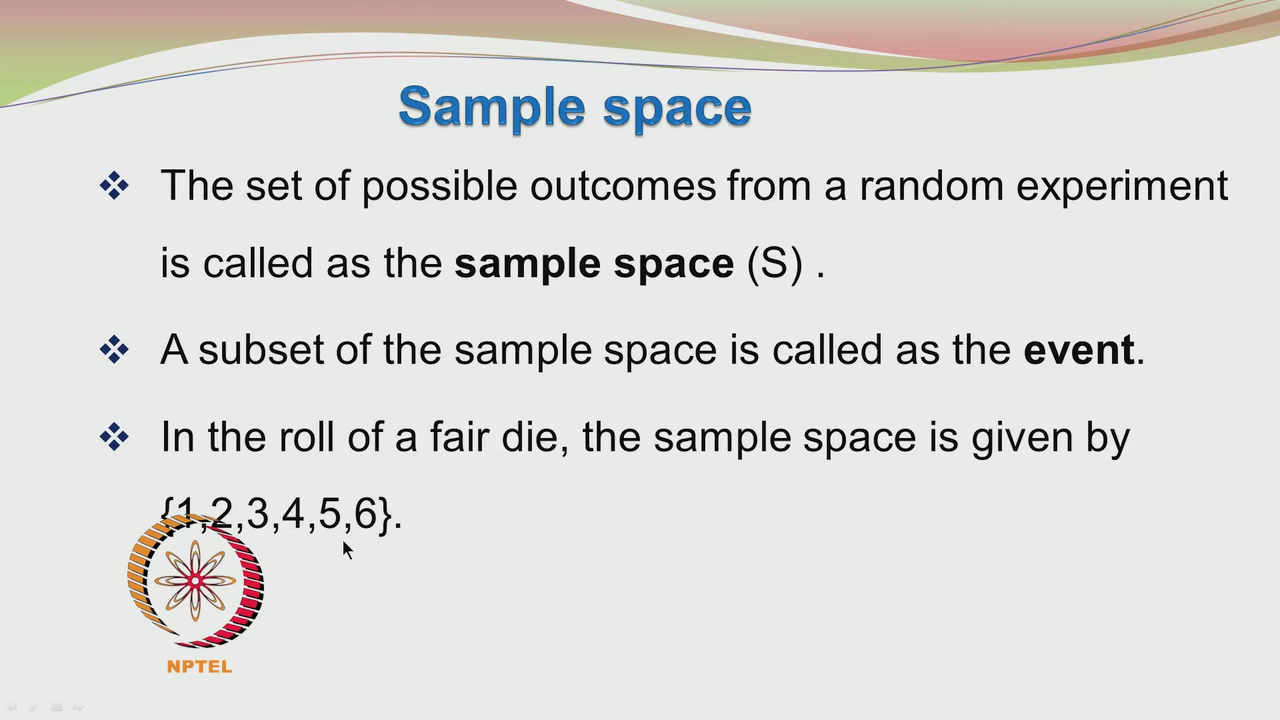 Sample space
The set of possible outcomes from a random experiment
is called as the sample space (S) .
A subset of the sample space is called as the event.
In the roll of a fair die, the sample space is given by
{1,2,3,4,5,6}.
NPTEL